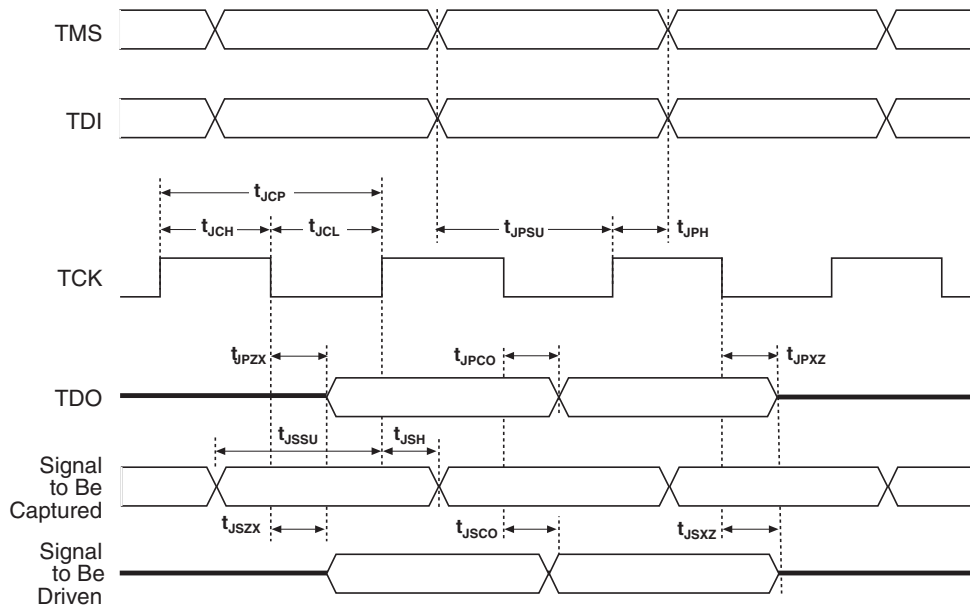 TMS
TDI
tJCP
tJCH
tJCL
tJPSU
tJPH
TCK
tJPZX
tJPCO
tJPXZ
TDO
tJSSU
tJSH
Signal
to Be
Captured
tJSZX
tJSCO
tJSXZ
Signal
to Be
Driven